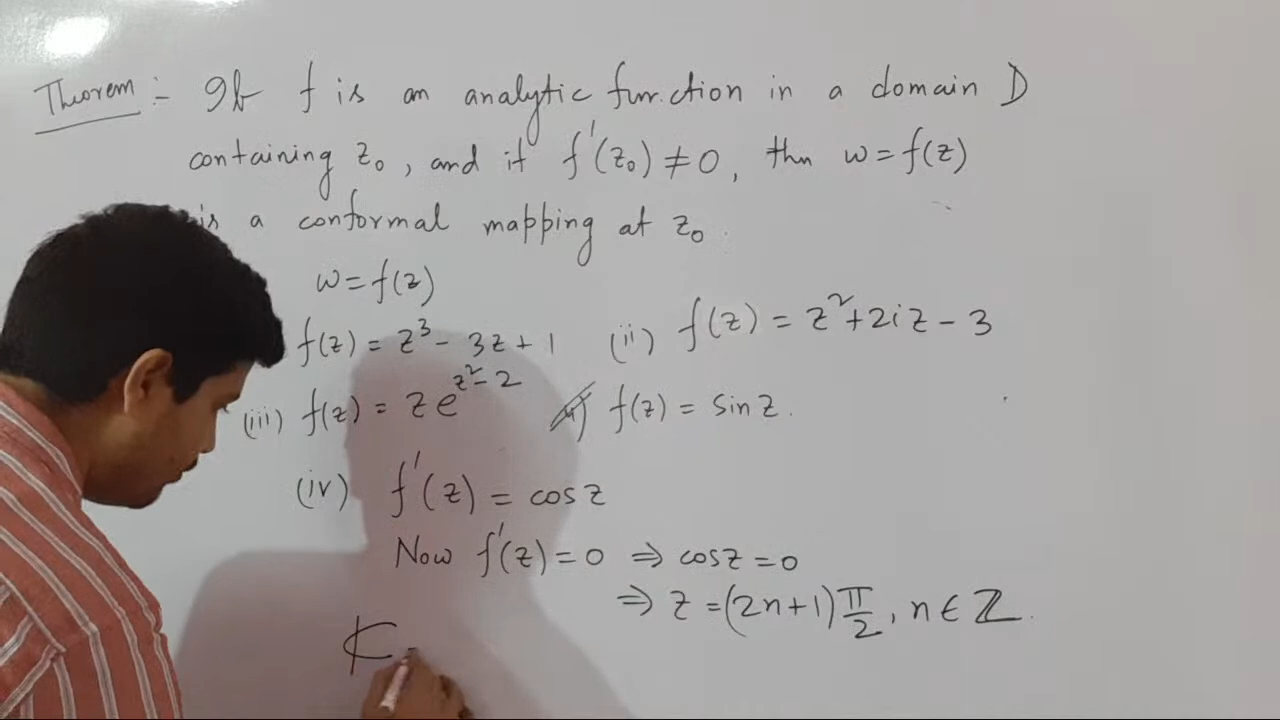 Theorem :- If f is an analytic function in a domain D
containing z₀, and if f'(z₀) ≠ 0, then w = f(z)
is a conformal mapping at z₀.
w = f(z)
f(z) = z³ - 3z + 1 (ii) f(z) = z² + 2iz - 3
(iii) f(z) = z e^{z²-2} f(z) = sin z.
(iv) f'(z) = cos z
Now f'(z) = 0 ⇒ cos z = 0
⇒ z = (2n+1) π/2, n ∈ ℤ.
ℂ -